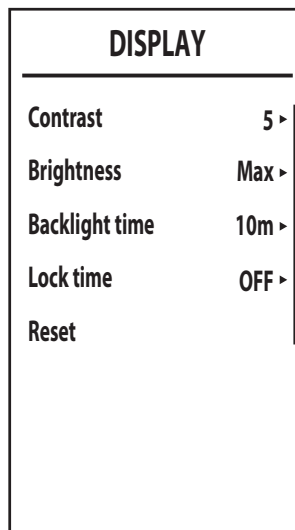 DISPLAY
Contrast 5 ▸
Brightness Max ▸
Backlight time 10m ▸
Lock time OFF ▸
Reset